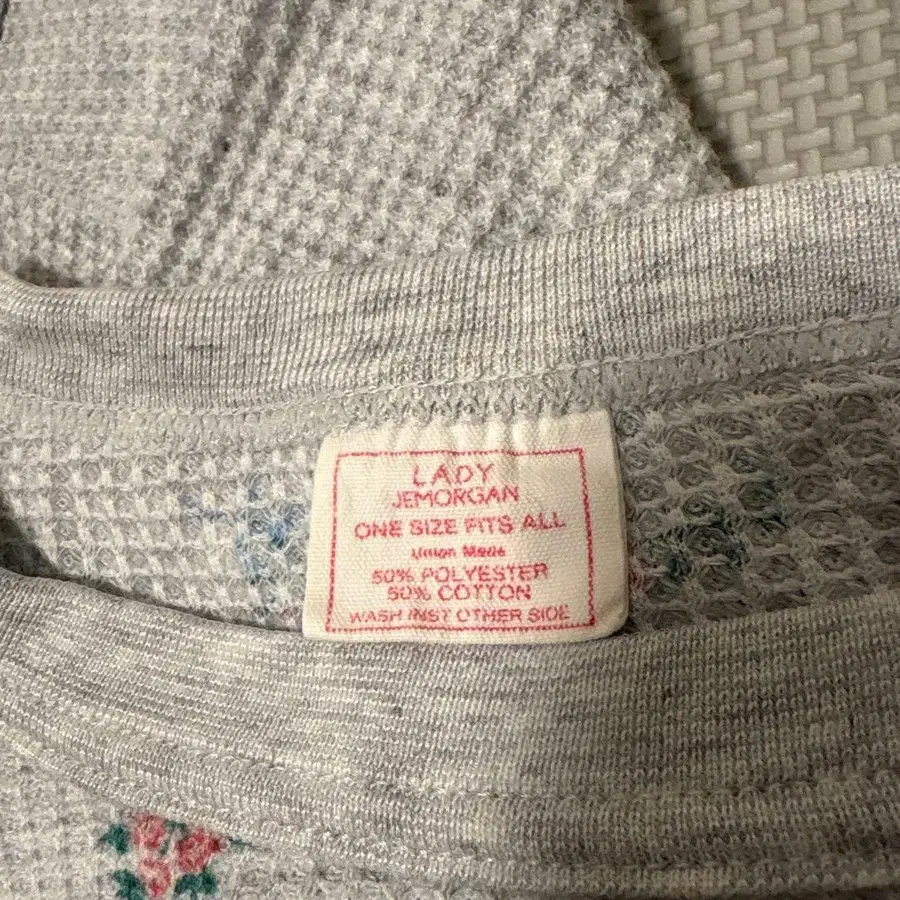 LADY
JEMORGAN
ONE SIZE FITS ALL
Union Made
50% POLYESTER
50% COTTON
WASH INST OTHER SIDE